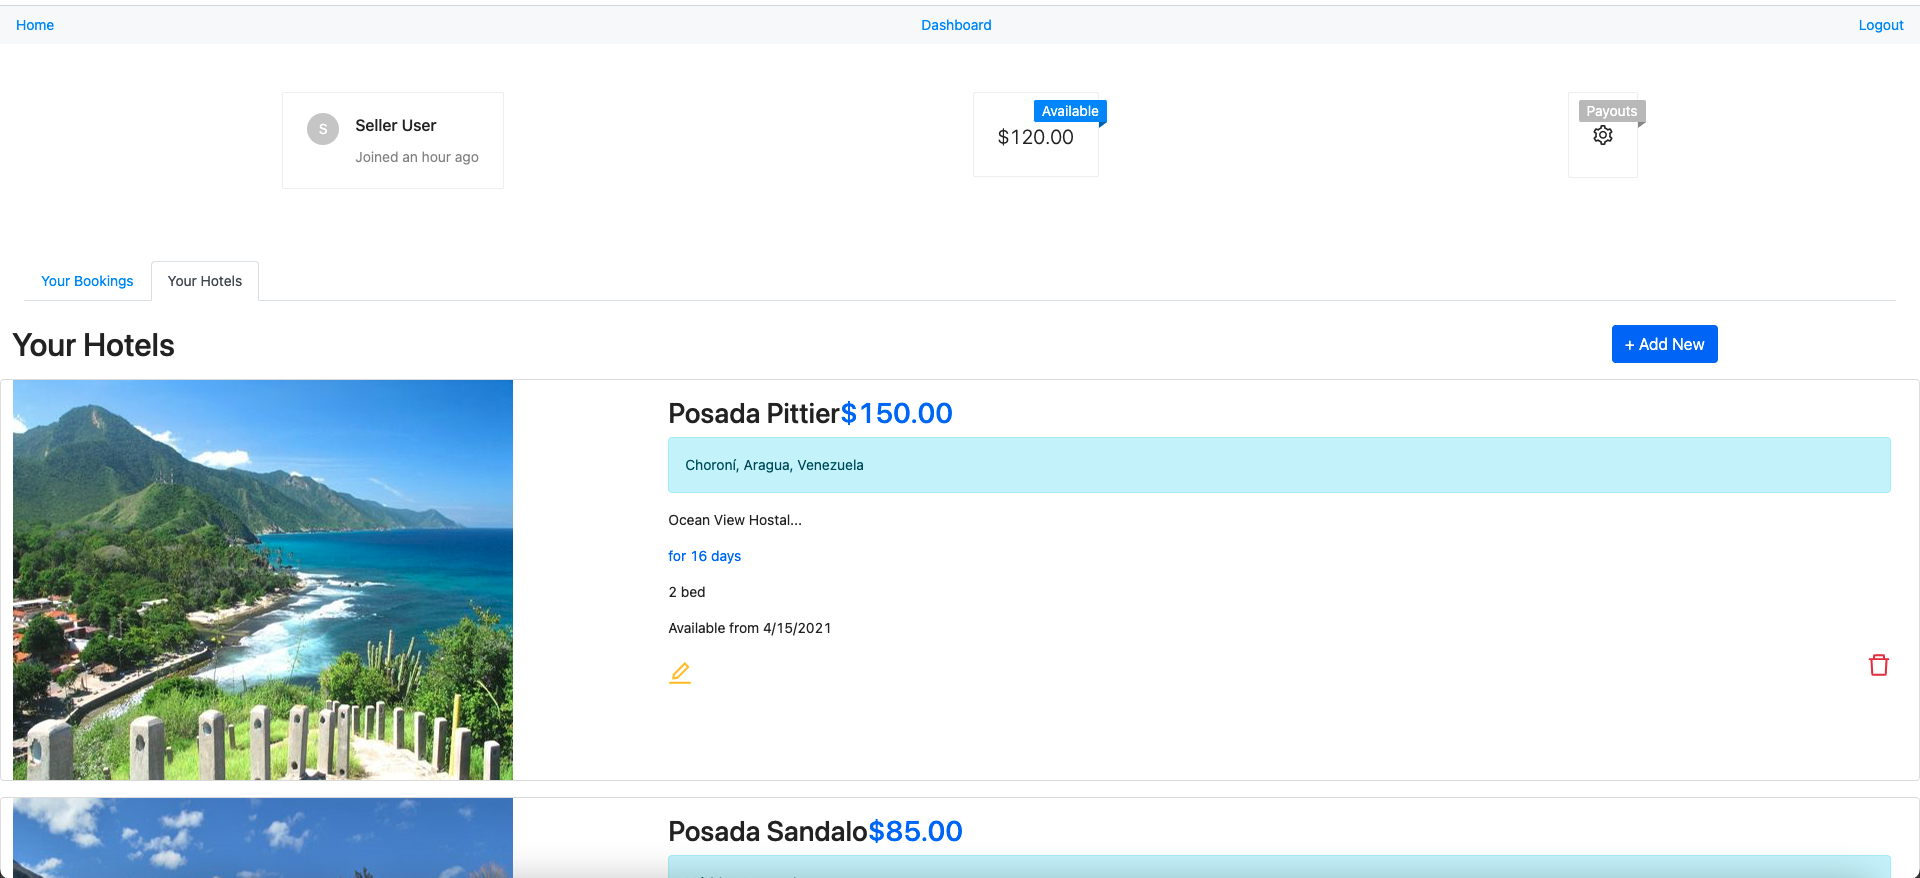 Home
Dashboard
Logout
S
Seller User
Joined an hour ago
Available
$120.00
Payouts
Your Bookings
Your Hotels
Your Hotels
+ Add New
Posada Pittier$150.00
Choroní, Aragua, Venezuela
Ocean View Hostal...
for 16 days
2 bed
Available from 4/15/2021
Posada Sandalo$85.00